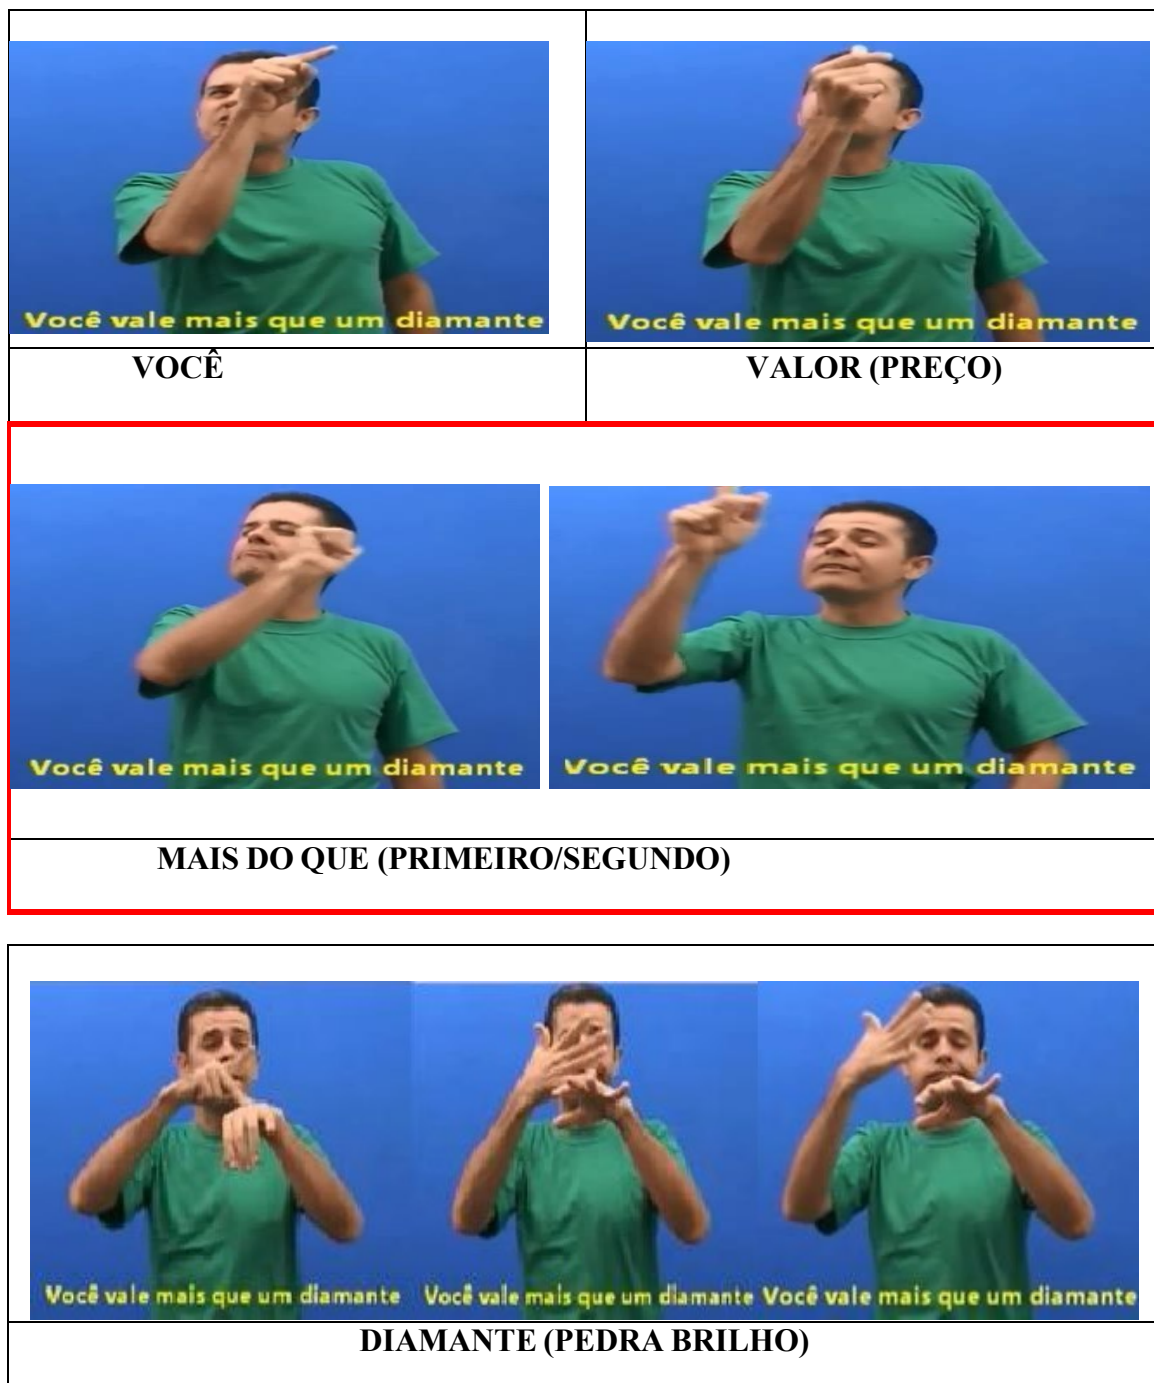 Você vale mais que um diamante
Você vale mais que um diamante
VOCÊ
VALOR (PREÇO)
Você vale mais que um diamante
Você vale mais que um diamante
MAIS DO QUE (PRIMEIRO/SEGUNDO)
Você vale mais que um diamante
Você vale mais que um diamante
Você vale mais que um diamante
DIAMANTE (PEDRA BRILHO)